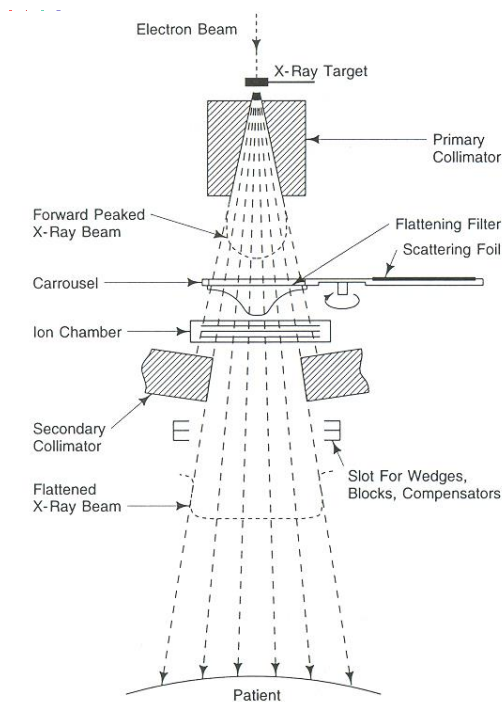 Electron Beam
X-Ray Target
Primary
Collimator
Forward Peaked
X-Ray Beam
Flattening Filter
Scattering Foil
Carrousel
Ion Chamber
Secondary
Collimator
Slot For Wedges,
Blocks, Compensators
Flattened
X-Ray Beam
Patient